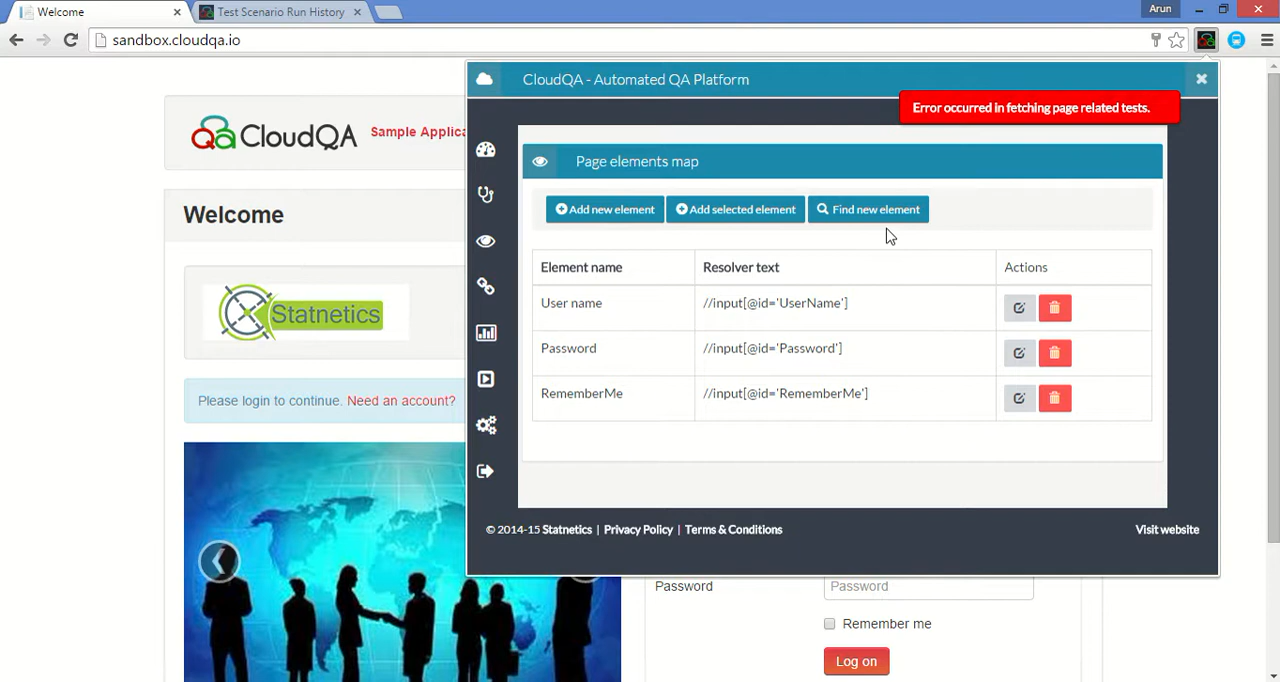 Welcome
Test Scenario Run History
Arun
sandbox.cloudqa.io
CloudQA - Automated QA Platform
Error occurred in fetching page related tests.
Qa CloudQA Sample Applica
Page elements map
Add new element
Add selected element
Find new element
Welcome
Element name Resolver text Actions
User name //input[@id='UserName']
Statnetics
Password //input[@id='Password']
RememberMe //input[@id='RememberMe']
Please login to continue. Need an account?
© 2014-15 Statnetics | Privacy Policy | Terms & Conditions
Visit website
Password Password
Remember me
Log on